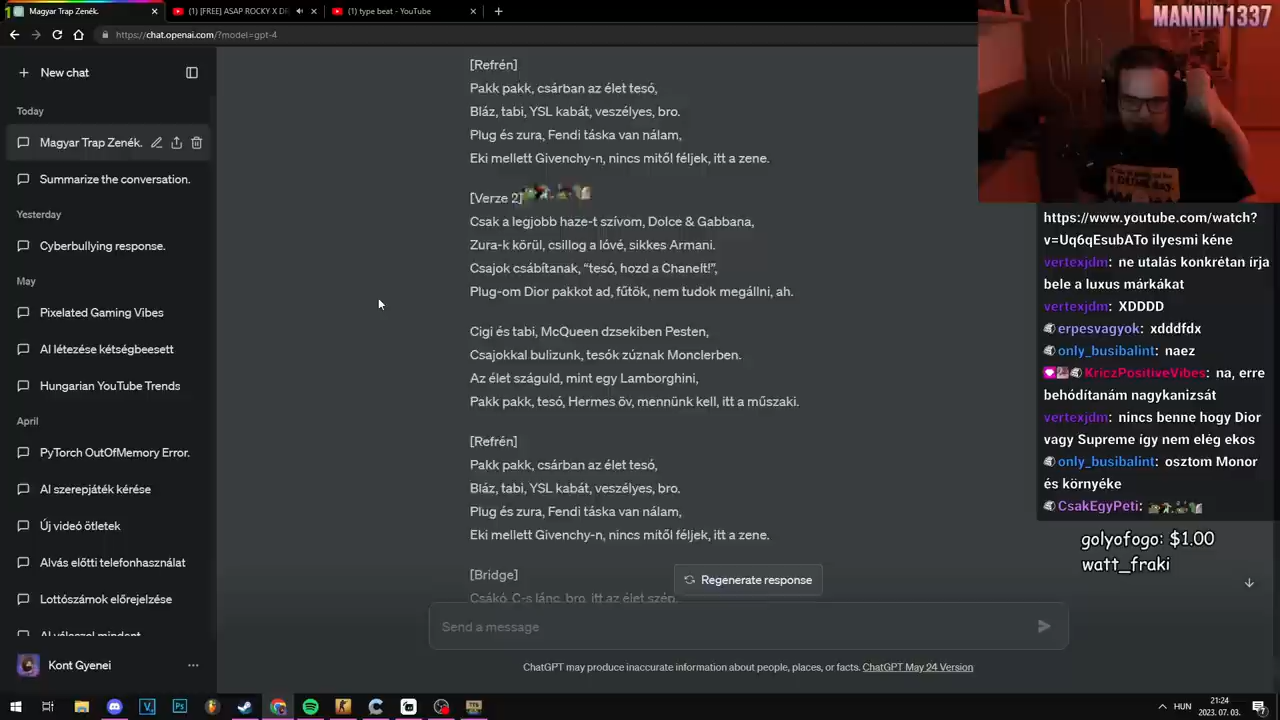 Magyar Trap Zenék.
(1) [FREE] ASAP ROCKY X DR
(1) type beat - YouTube
https://chat.openai.com/?model=gpt-4
MANNIN1337
New chat
Today
Magyar Trap Zenék.
Summarize the conversation.
Yesterday
Cyberbullying response.
May
Pixelated Gaming Vibes
AI létezése kétségbeesett
Hungarian YouTube Trends
April
PyTorch OutOfMemory Error.
AI szerepjáték kérése
Új videó ötletek
Alvás előtti telefonhasználat
Lottószámok előrejelzése
AI válaszol mindent
Kont Gyenei
[Refrén]
Pakk pakk, csárban az élet tesó,
Bláz, tabi, YSL kabát, veszélyes, bro.
Plug és zura, Fendi táska van nálam,
Eki mellett Givenchy-n, nincs mitől féljek, itt a zene.
[Verze 2]
Csak a legjobb haze-t szívom, Dolce & Gabbana,
Zura-k körül, csillog a lóvé, sikkes Armani.
Csajok csábítanak, “tesó, hozd a Chanelt!”,
Plug-om Dior pakkot ad, fűtök, nem tudok megállni, ah.
Cigi és tabi, McQueen dzsekiben Pesten,
Csajokkal bulizunk, tesók zúznak Monclerben.
Az élet száguld, mint egy Lamborghini,
Pakk pakk, tesó, Hermes öv, mennünk kell, itt a műszaki.
[Refrén]
Pakk pakk, csárban az élet tesó,
Bláz, tabi, YSL kabát, veszélyes, bro.
Plug és zura, Fendi táska van nálam,
Eki mellett Givenchy-n, nincs mitől féljek, itt a zene.
[Bridge]
Csákó, C-s lánc, bro, itt az élet szép,
Regenerate response
Send a message
ChatGPT may produce inaccurate information about people, places, or facts. ChatGPT May 24 Version
https://www.youtube.com/watch?
v=Uq6qEsubATo ilyesmi kéne
vertexjdm: ne utalás konkrétan írja
bele a luxus márkákat
vertexjdm: XDDDD
erpesvagyok: xdddfdx
only_busibalint: naez
KriczPositiveVibes: na, erre
behódítanám nagykanizsát
vertexjdm: nincs benne hogy Dior
vagy Supreme így nem elég ekos
only_busibalint: osztom Monor
és környéke
CsakEgyPeti:
golyofogo: $1.00
watt_fraki
HUN
21:24
2023. 07. 03.